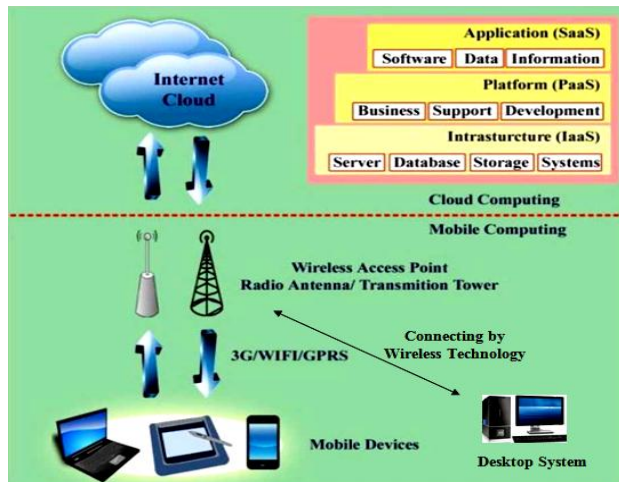 Internet
Cloud
Application (SaaS)
Software Data Information
Platform (PaaS)
Business Support Development
Intrasturcture (IaaS)
Server Database Storage Systems
Cloud Computing
Mobile Computing
Wireless Access Point
Radio Antenna/ Transmition Tower
Connecting by
Wireless Technology
3G/WIFI/GPRS
Mobile Devices
Desktop System